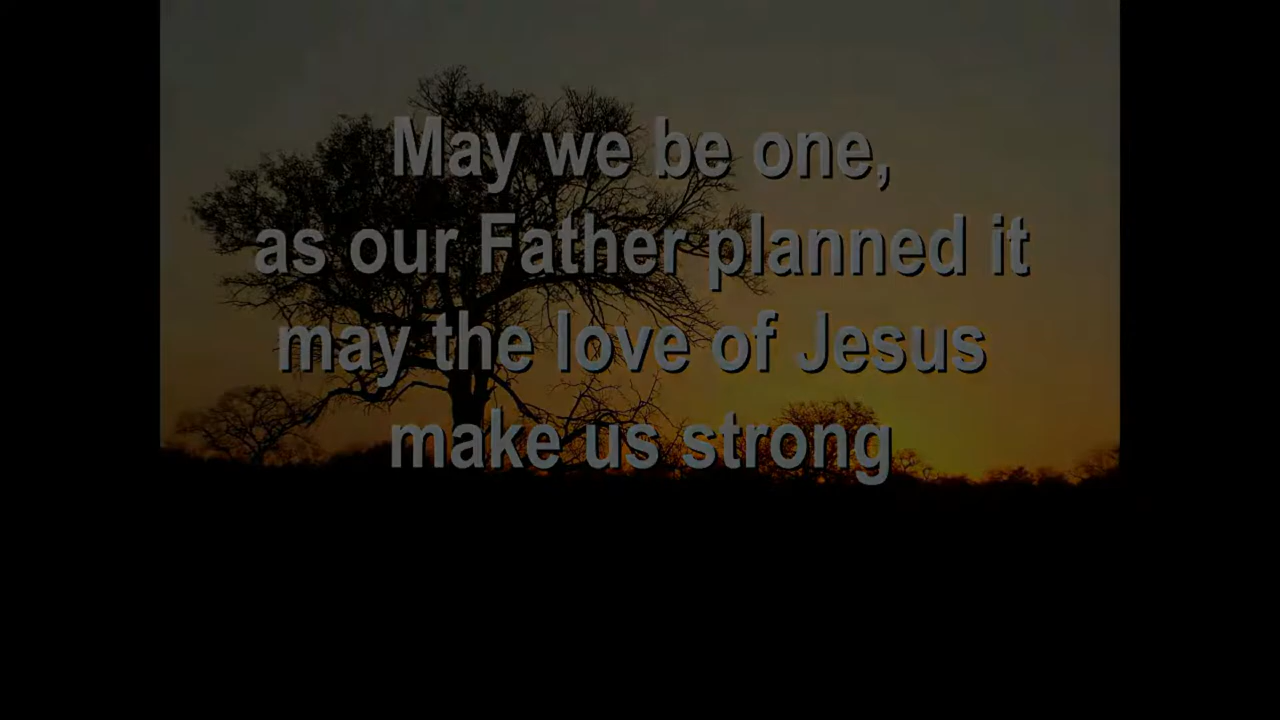 May we be one,
as our Father planned it
may the love of Jesus
make us strong